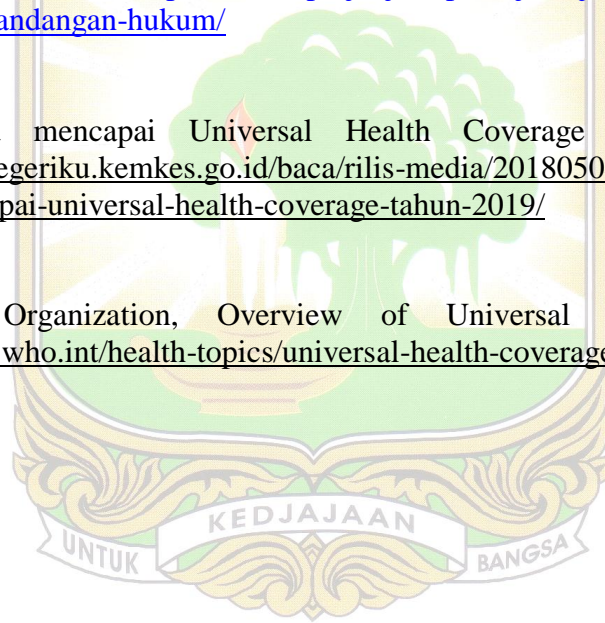 andangan-hukum/
mencapai Universal Health Coverage
egeriku.kemkes.go.id/baca/rilis-media/2018050
pai-universal-health-coverage-tahun-2019/
Organization, Overview of Universal
.who.int/health-topics/universal-health-coverage
UNTUK KEDJAJAAN BANGSA